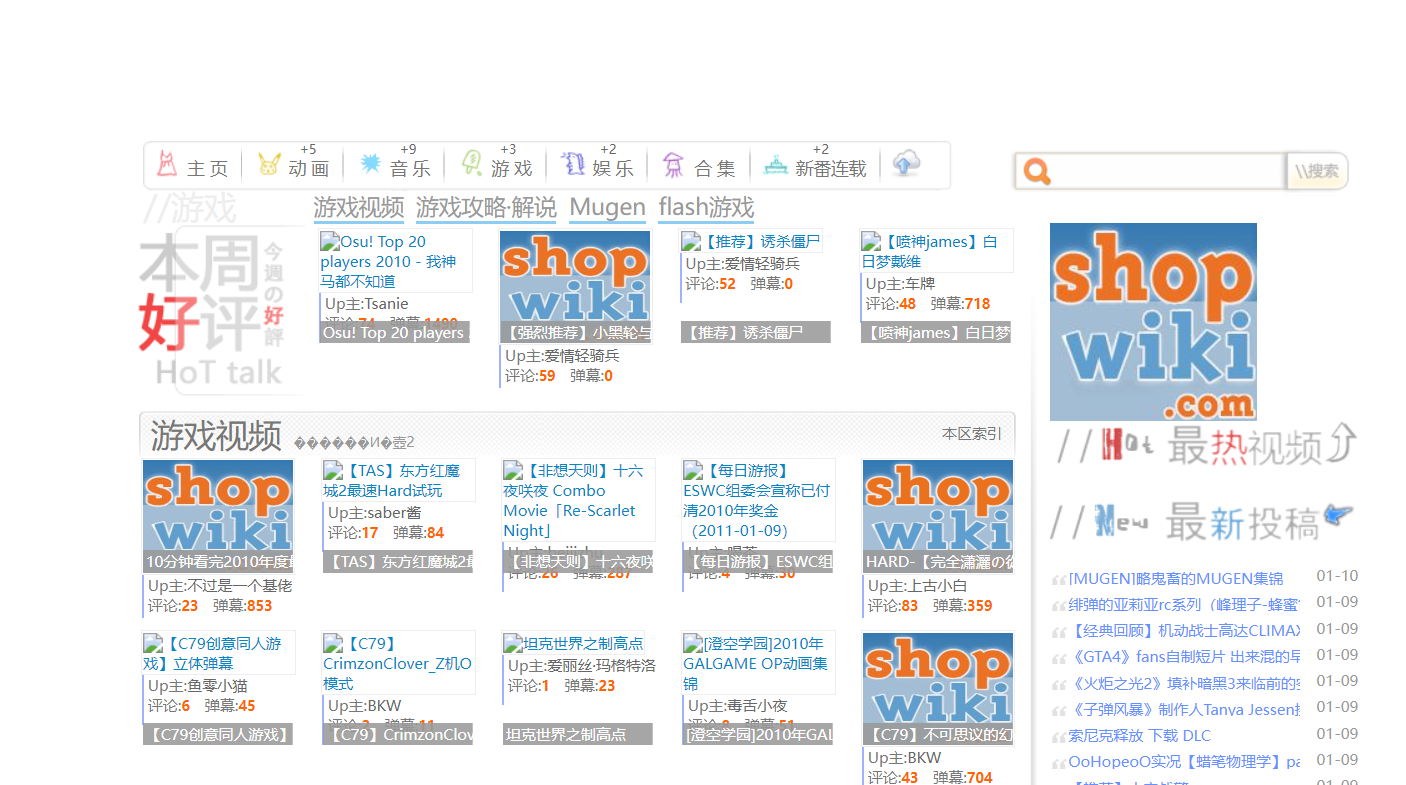 +5
+9
+3
+2
+2
主页
动画
音乐
游戏
娱乐
合集
新番连载
\\搜索
//游戏
游戏视频
游戏攻略·解说
Mugen
flash游戏
本周
好评
今週の好評
HoT talk
Osu! Top 20
players 2010 - 我神
马都不知道
Up主:Tsanie
评论:74 弹幕:1490
Osu! Top 20 players
shop
wiki
【强烈推荐】小黑轮与
Up主:爱情轻骑兵
评论:59 弹幕:0
【推荐】诱杀僵尸
Up主:爱情轻骑兵
评论:52 弹幕:0
【推荐】诱杀僵尸
【喷神james】白
日梦戴维
Up主:车牌
评论:48 弹幕:718
【喷神james】白日梦
shop
wiki
.com
//Hot 最热视频
//New 最新投稿
游戏视频
������И�壺2
本区索引
shop
wiki
10分钟看完2010年度最
Up主:不过是一个基佬
评论:23 弹幕:853
【TAS】东方红魔
城2最速Hard试玩
Up主:saber酱
评论:17 弹幕:84
【TAS】东方红魔城2最
【非想天则】十六
夜咲夜 Combo
Movie「Re-Scarlet
Night」
【非想天则】十六夜咲
评论:26 弹幕:287
【每日游报】
ESWC组委会宣称已付
清2010年奖金
（2011-01-09）
【每日游报】ESWC组
评论:4 弹幕:30
shop
wiki
HARD-【完全潇灑の從
Up主:上古小白
评论:83 弹幕:359
【C79创意同人游
戏】立体弹幕
Up主:鱼零小猫
评论:6 弹幕:45
【C79创意同人游戏】
【C79】
CrimzonClover_Z机O
模式
Up主:BKW
评论:3 弹幕:11
【C79】CrimzonClov
坦克世界之制高点
Up主:爱丽丝·玛格特洛
评论:1 弹幕:23
坦克世界之制高点
[澄空学园]2010年
GALGAME OP动画集
锦
Up主:毒舌小夜
评论:9 弹幕:51
[澄空学园]2010年GAL
shop
wiki
【C79】不可思议的幻
Up主:BKW
评论:43 弹幕:704
[MUGEN]略鬼畜的MUGEN集锦 01-10
绯弹的亚莉亚rc系列（峰理子-蜂蜜 01-09
【经典回顾】机动战士高达CLIMAX 01-09
《GTA4》fans自制短片 出来混的早 01-09
《火炬之光2》填补暗黑3来临前的空 01-09
《子弹风暴》制作人Tanya Jessen接 01-09
索尼克释放 下载 DLC 01-09
OoHopeoO实况【蜡笔物理学】pa 01-09